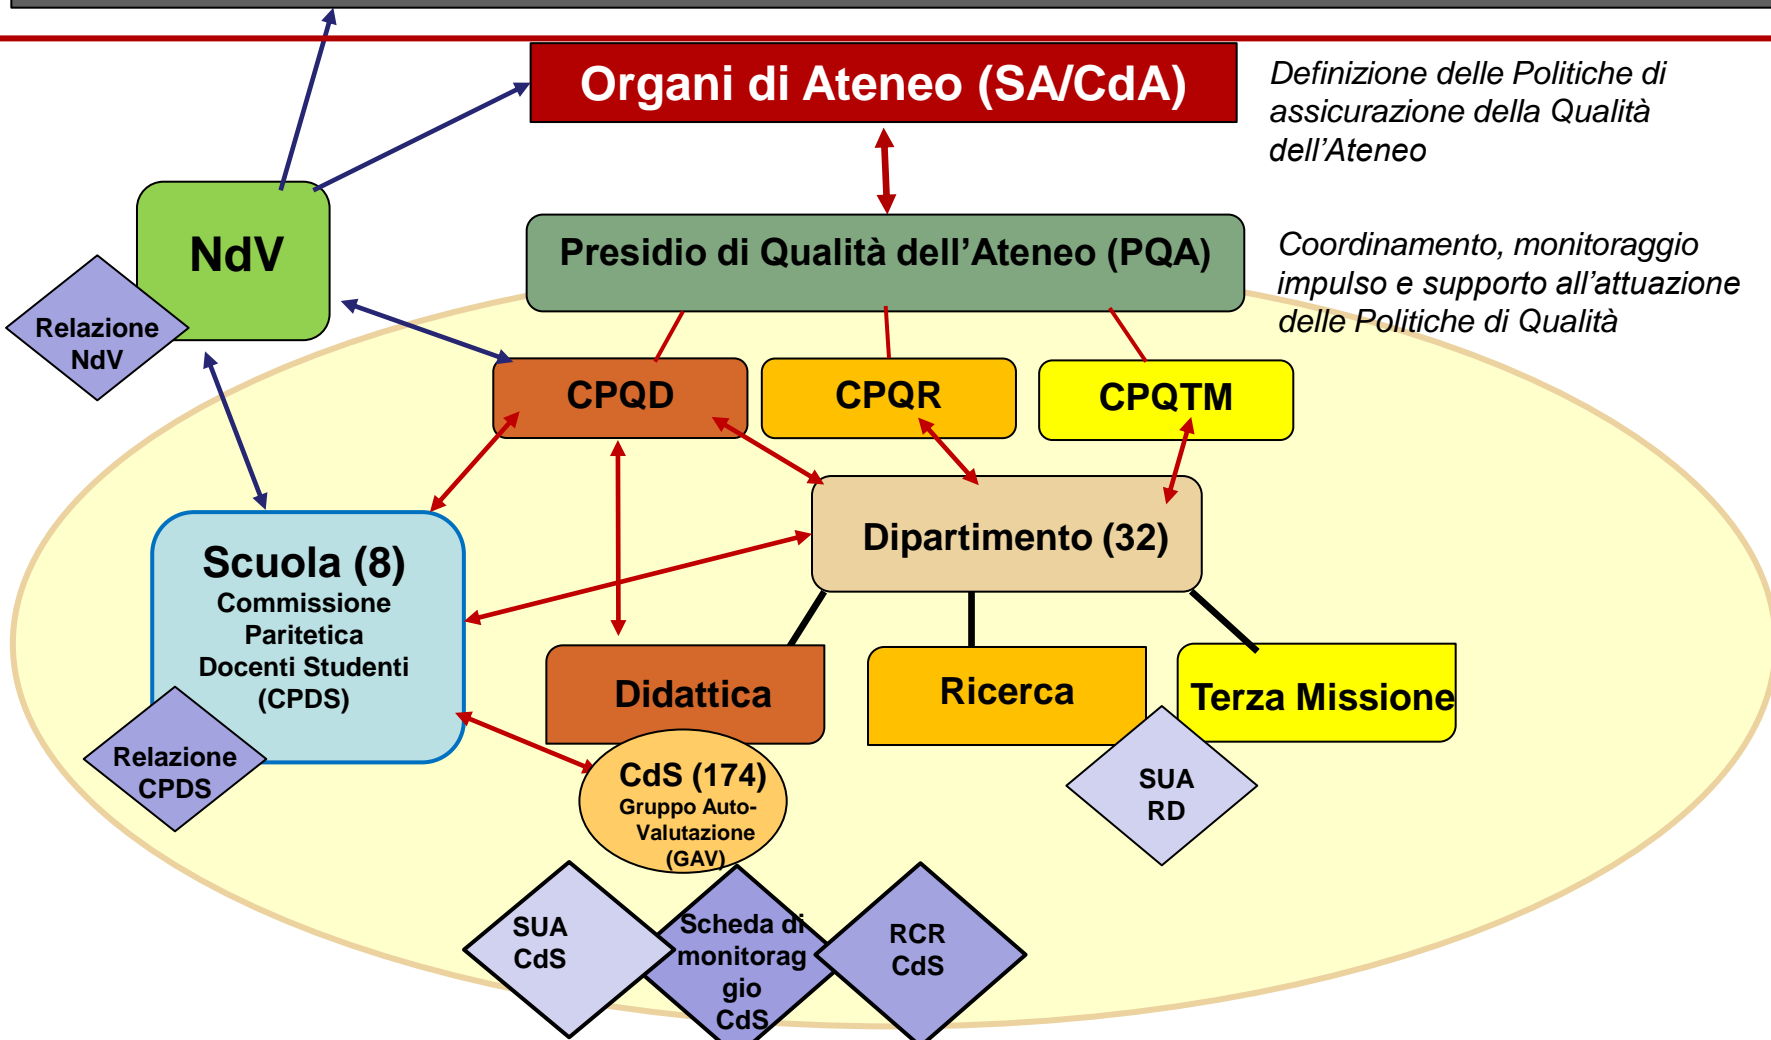 Organi di Ateneo (SA/CdA)
Definizione delle Politiche di
assicurazione della Qualità
dell’Ateneo
NdV
Presidio di Qualità dell’Ateneo (PQA)
Coordinamento, monitoraggio
impulso e supporto all’attuazione
delle Politiche di Qualità
Relazione
NdV
CPQD
CPQR
CPQTM
Scuola (8)
Commissione
Paritetica
Docenti Studenti
(CPDS)
Dipartimento (32)
Didattica
Ricerca
Terza Missione
Relazione
CPDS
CdS (174)
Gruppo Auto-
Valutazione
(GAV)
SUA
RD
SUA
CdS
Scheda di
monitorag
gio
CdS
RCR
CdS